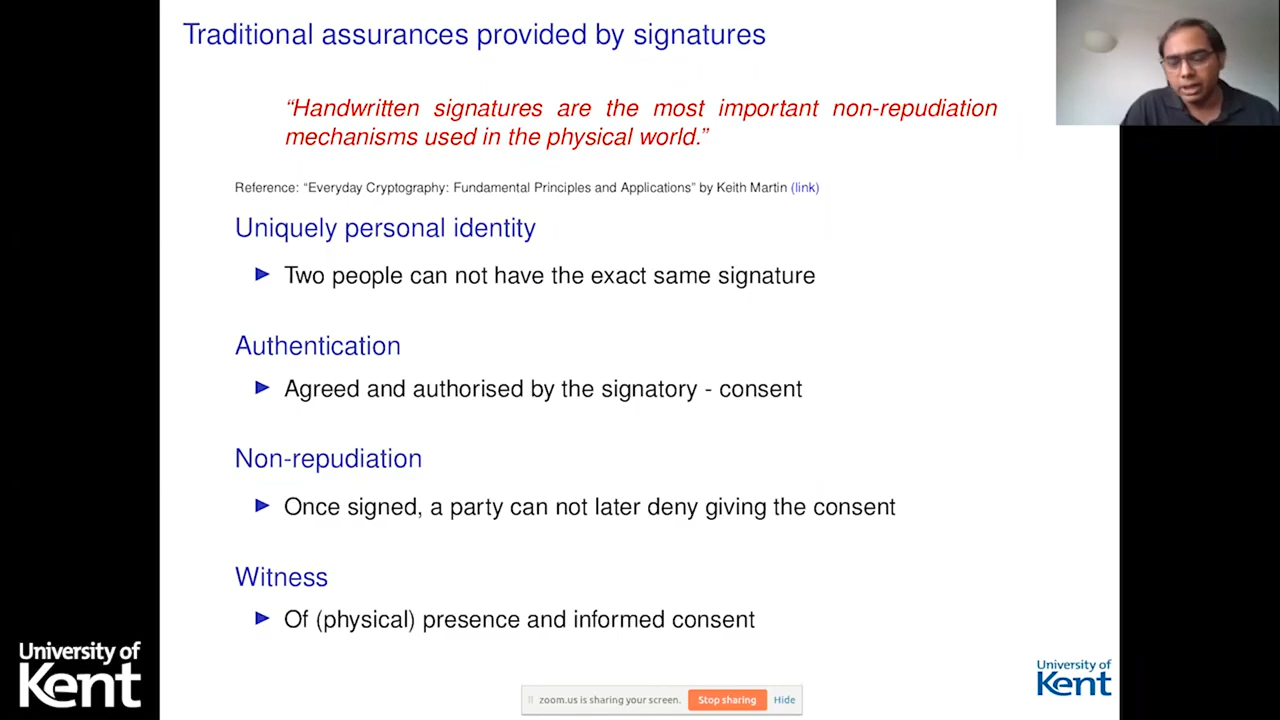 Traditional assurances provided by signatures
“Handwritten signatures are the most important non-repudiation
mechanisms used in the physical world.”
Reference: “Everyday Cryptography: Fundamental Principles and Applications” by Keith Martin (link)
Uniquely personal identity
Two people can not have the exact same signature
Authentication
Agreed and authorised by the signatory - consent
Non-repudiation
Once signed, a party can not later deny giving the consent
Witness
Of (physical) presence and informed consent
University of
Kent
University of
Kent
zoom.us is sharing your screen. Stop sharing Hide